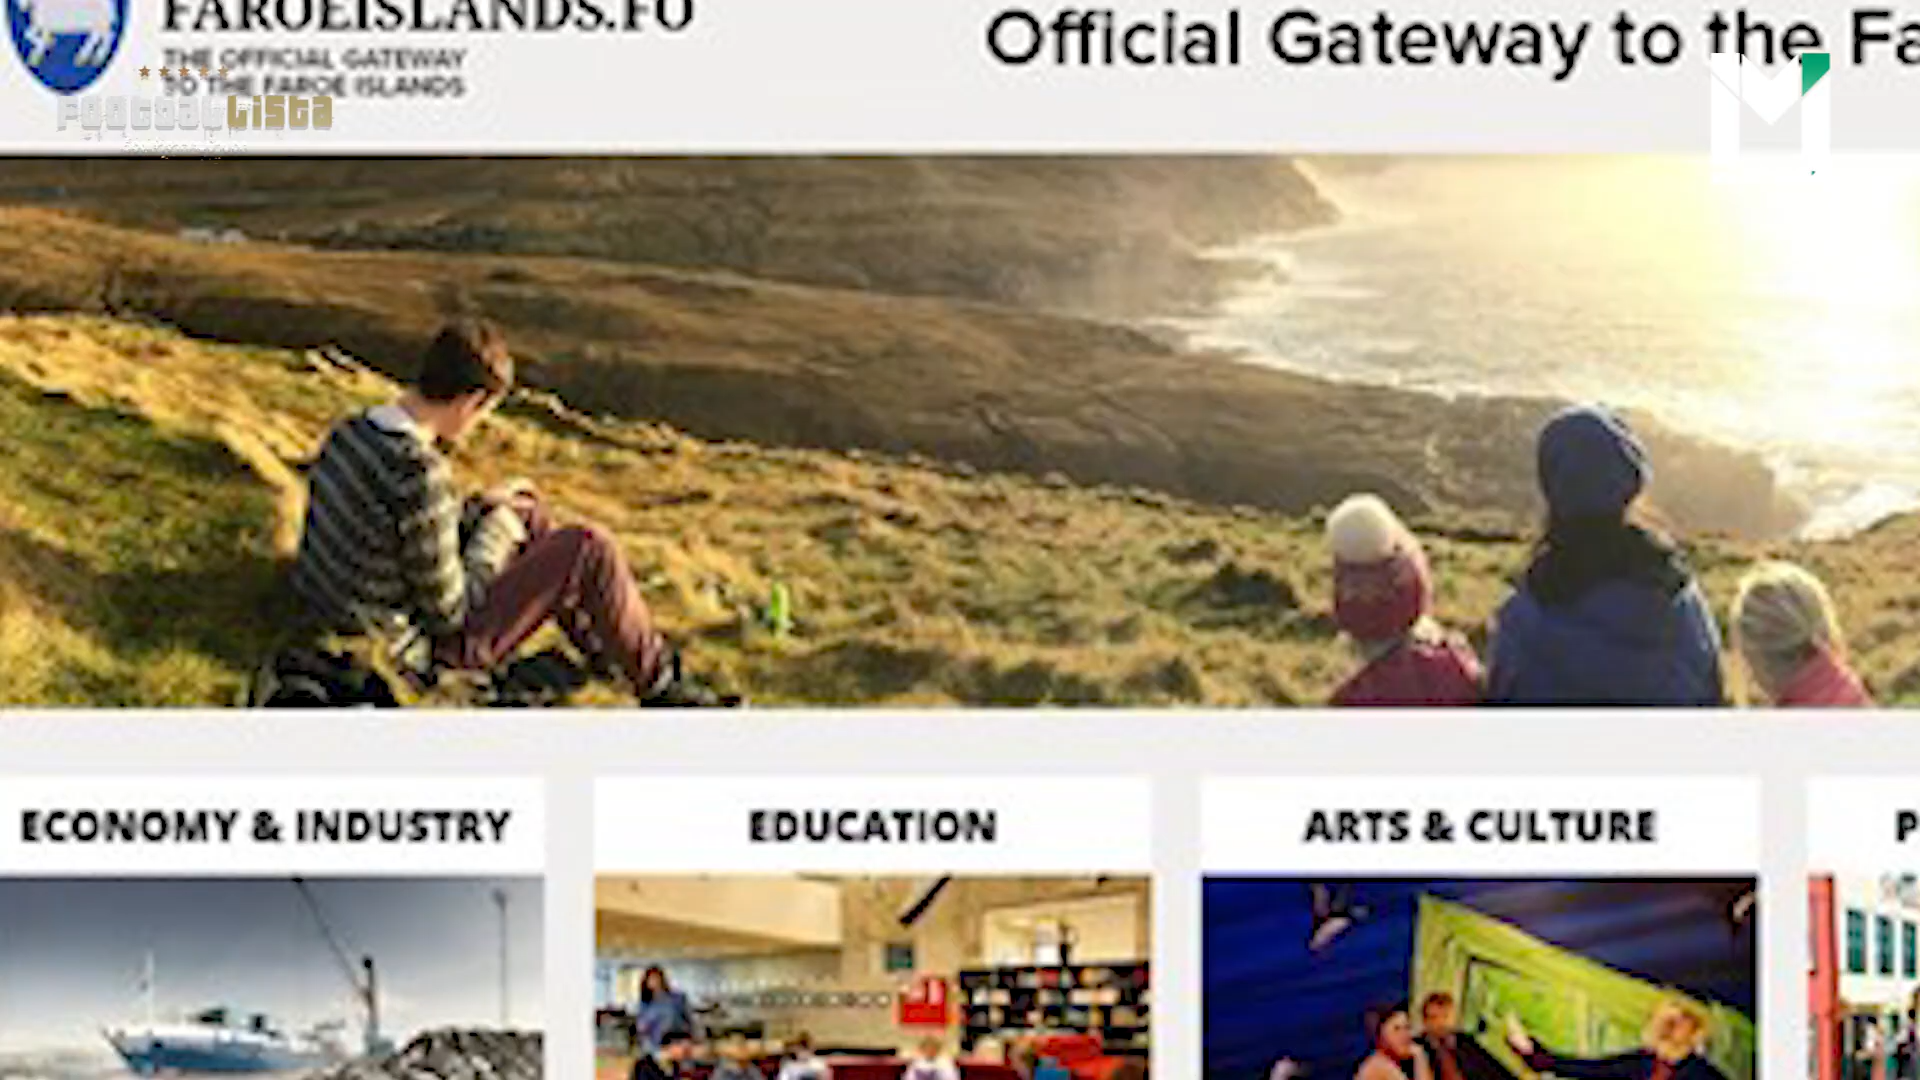 FAROEISLANDS.FO
THE OFFICIAL GATEWAY
TO THE FAROE ISLANDS
Official Gateway to the Fa
Footballista
ECONOMY & INDUSTRY
EDUCATION
ARTS & CULTURE
P